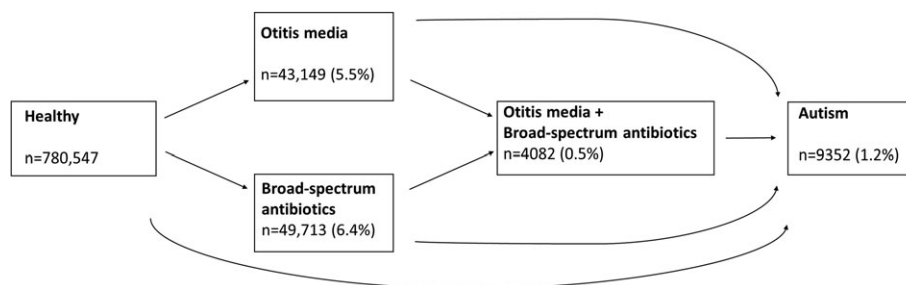 Healthy
n=780,547
Otitis media
n=43,149 (5.5%)
Broad-spectrum
antibiotics
n=49,713 (6.4%)
Otitis media +
Broad-spectrum antibiotics
n=4082 (0.5%)
Autism
n=9352 (1.2%)